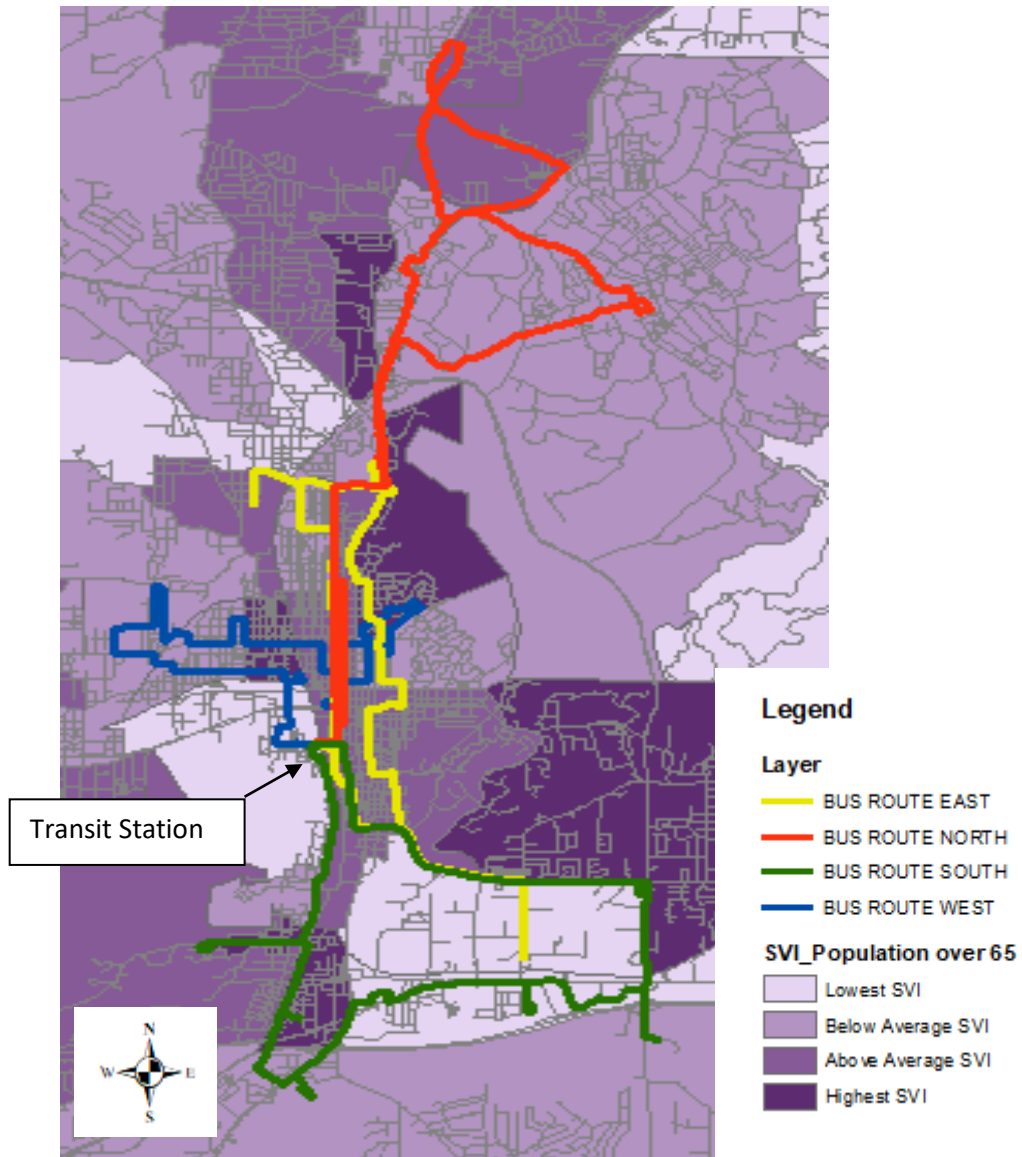 Transit Station
N
W E
S
Legend
Layer
BUS ROUTE EAST
BUS ROUTE NORTH
BUS ROUTE SOUTH
BUS ROUTE WEST
SVI_Population over 65
Lowest SVI
Below Average SVI
Above Average SVI
Highest SVI